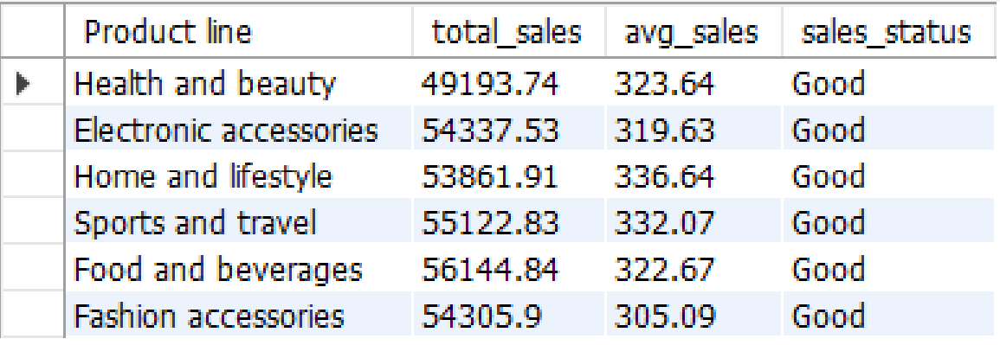 Product line total_sales avg_sales sales_status
Health and beauty 49193.74 323.64 Good
Electronic accessories 54337.53 319.63 Good
Home and lifestyle 53861.91 336.64 Good
Sports and travel 55122.83 332.07 Good
Food and beverages 56144.84 322.67 Good
Fashion accessories 54305.9 305.09 Good